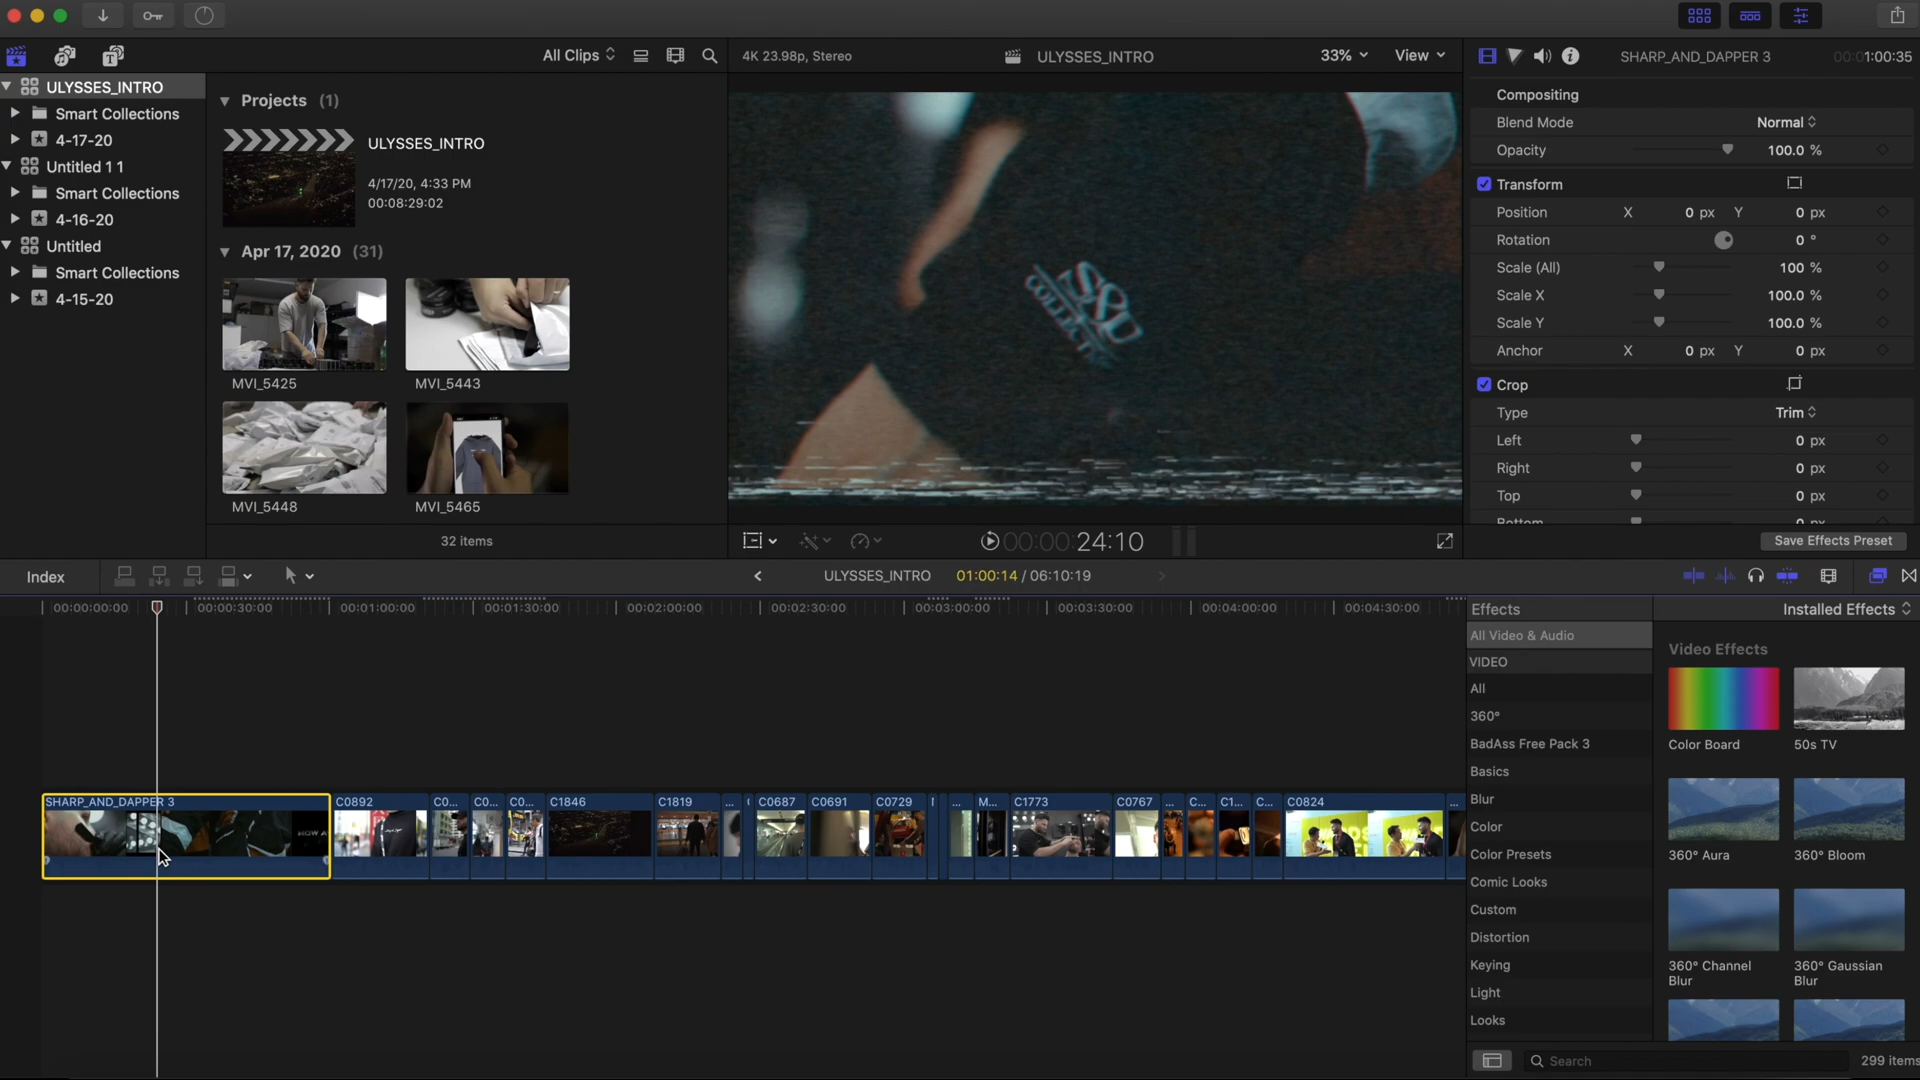 All Clips
4K 23.98p, Stereo
ULYSSES_INTRO
33%
View
SHARP_AND_DAPPER 3
00:01:00:35
ULYSSES_INTRO
Smart Collections
4-17-20
Untitled 1 1
Smart Collections
4-16-20
Untitled
Smart Collections
4-15-20
Projects (1)
ULYSSES_INTRO
4/17/20, 4:33 PM
00:08:29:02
Apr 17, 2020 (31)
MVI_5425
MVI_5443
MVI_5448
MVI_5465
32 items
Compositing
Blend Mode Normal
Opacity 100.0 %
Transform
Position X 0 px Y 0 px
Rotation 0 °
Scale (All) 100 %
Scale X 100.0 %
Scale Y 100.0 %
Anchor X 0 px Y 0 px
Crop
Type Trim
Left 0 px
Right 0 px
Top 0 px
Bottom
Save Effects Preset
00:00:24:10
Index
ULYSSES_INTRO
01:00:14 / 06:10:19
00:00:00:00
00:00:30:00
00:01:00:00
00:01:30:00
00:02:00:00
00:02:30:00
00:03:00:00
00:03:30:00
00:04:00:00
00:04:30:00
SHARP_AND_DAPPER 3
C0892
C0...
C0...
C0...
C1846
C1819
...
C0687
C0691
C0729
...
M...
C1773
C0767
...
C...
C1...
C...
C0824
...
Effects
Installed Effects
All Video & Audio
VIDEO
All
360°
BadAss Free Pack 3
Basics
Blur
Color
Color Presets
Comic Looks
Custom
Distortion
Keying
Light
Looks
Video Effects
Color Board
50s TV
360° Aura
360° Bloom
360° Channel
Blur
360° Gaussian
Blur
Search
299 items